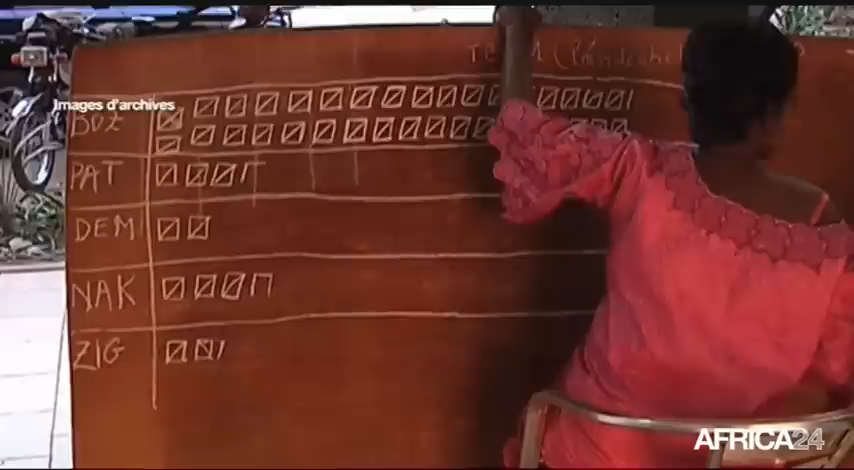 Images d'archives
BOZ
PAT
DEM
NAK
ZIG
AFRICA24